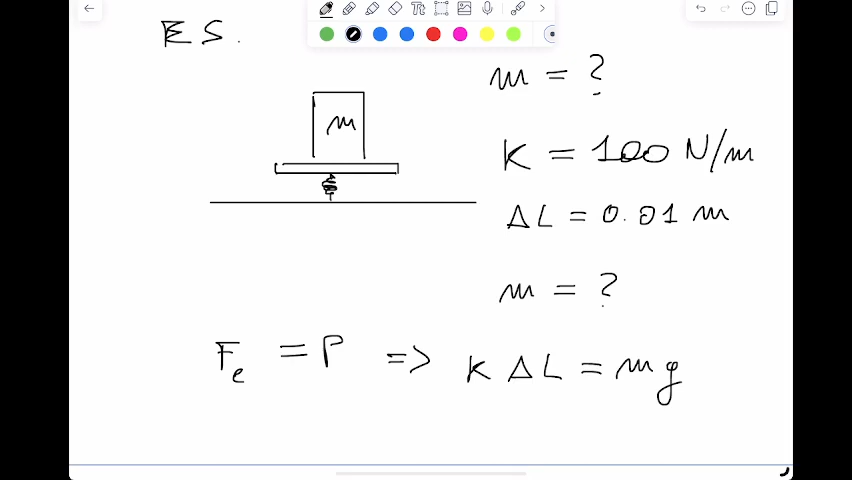 ES.
m = ?
m
K = 100 N/m
ΔL = 0.01 m
m = ?
Fe = P => K ΔL = mg